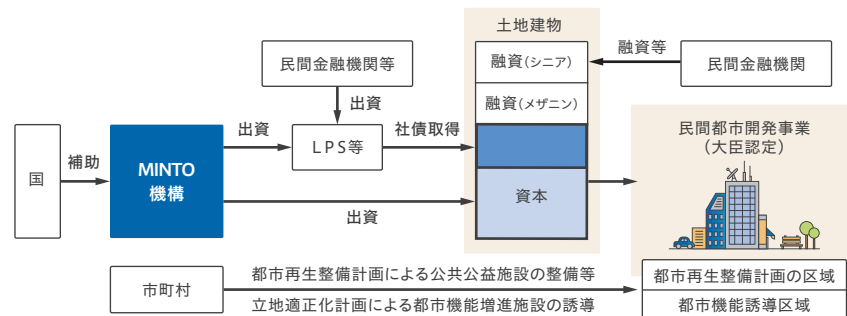 土地建物
民間金融機関等
融資(シニア)
融資等
民間金融機関
出資
融資(メザニン)
国
補助
MINTO
機構
出資
LPS等
社債取得
民間都市開発事業
(大臣認定)
出資
資本
市町村
都市再生整備計画による公共公益施設の整備等
立地適正化計画による都市機能増進施設の誘導
都市再生整備計画の区域
都市機能誘導区域